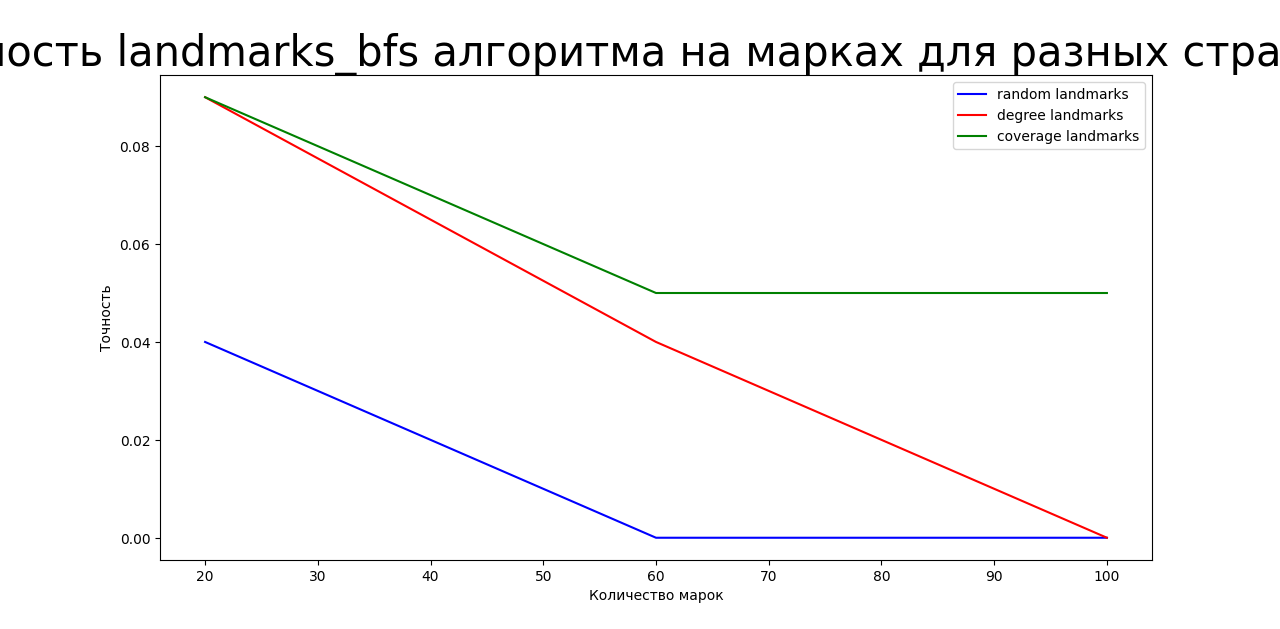 ность landmarks_bfs алгоритма на марках для разных стра
random landmarks
degree landmarks
coverage landmarks
Точность
0.08
0.06
0.04
0.02
0.00
20 30 40 50 60 70 80 90 100
Количество марок